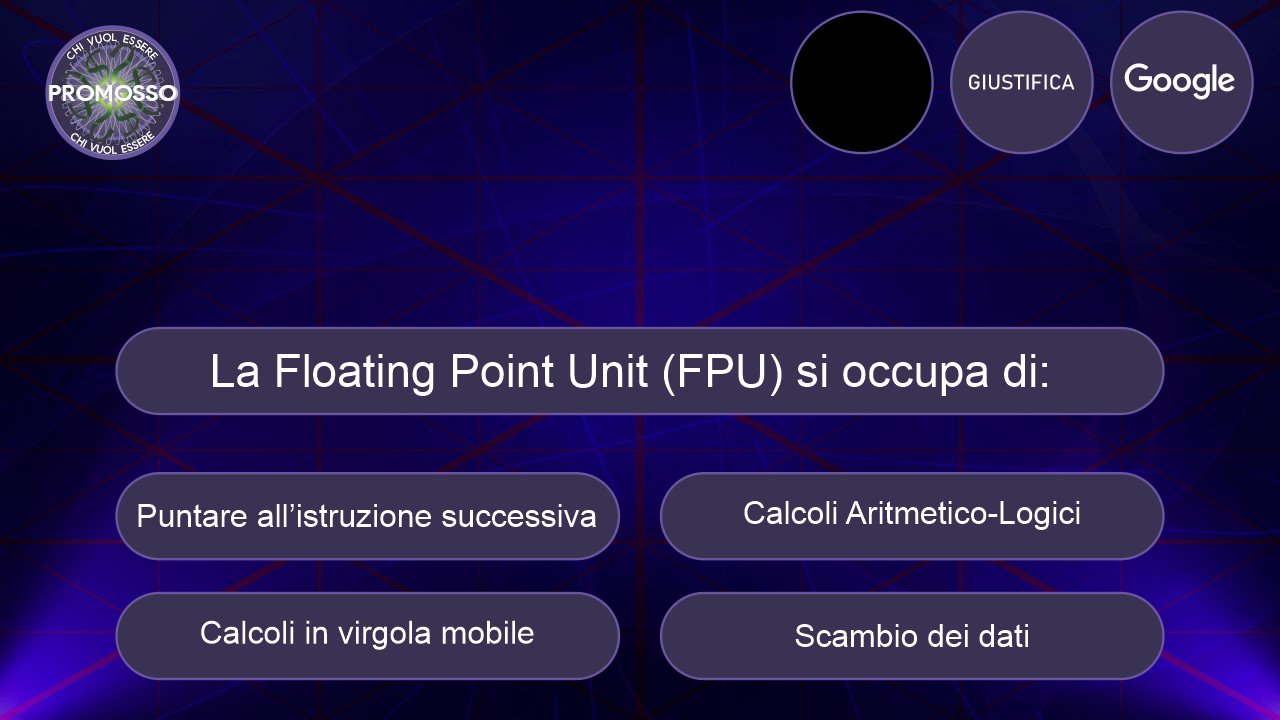 CHI VUOL ESSERE
PROMOSSO
CHI VUOL ESSERE
GIUSTIFICA
Google
La Floating Point Unit (FPU) si occupa di:
Puntare all’istruzione successiva
Calcoli Aritmetico-Logici
Calcoli in virgola mobile
Scambio dei dati